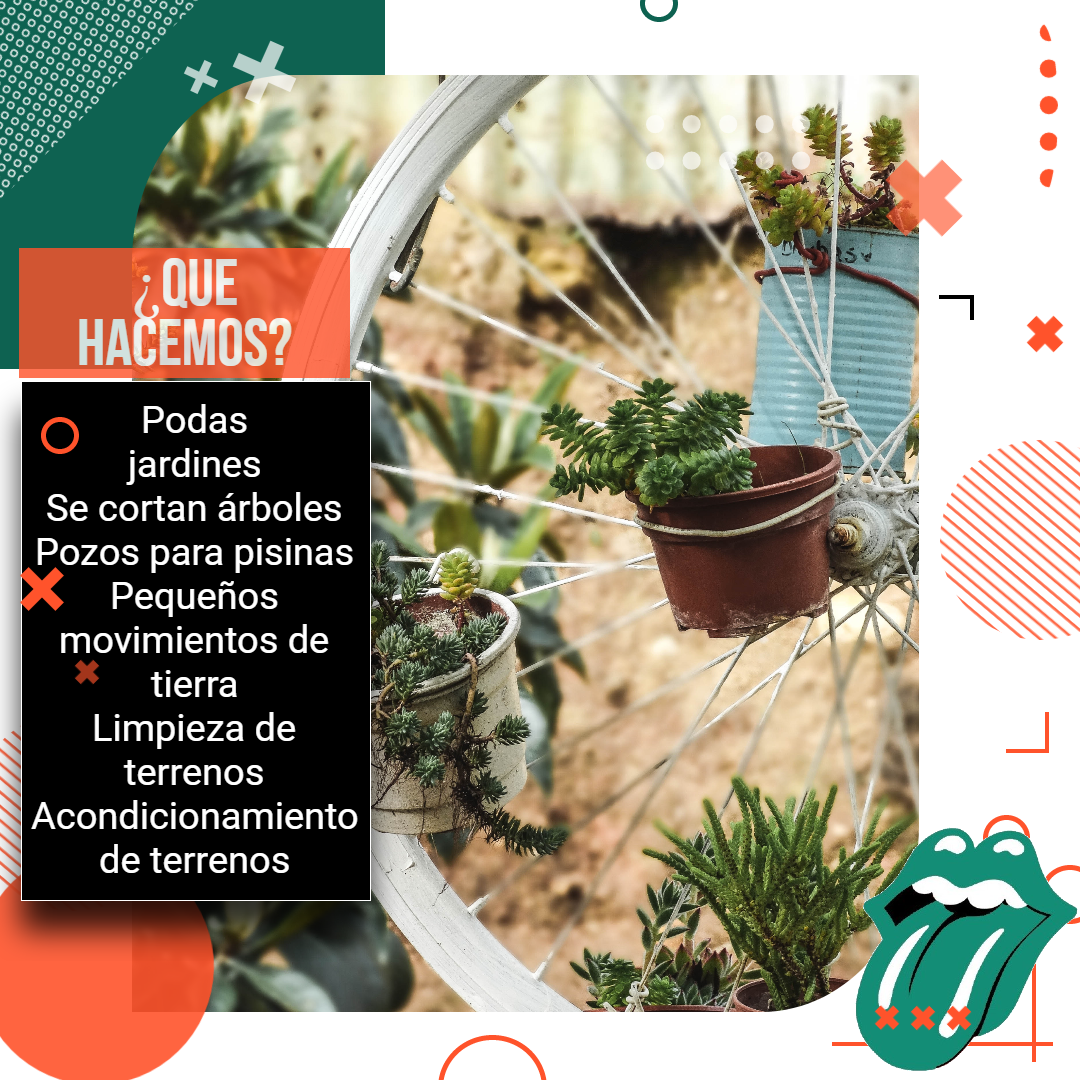 ¿QUE
HACEMOS?
Podas
jardines
Se cortan árboles
Pozos para pisinas
Pequeños
movimientos de
tierra
Limpieza de
terrenos
Acondicionamiento
de terrenos